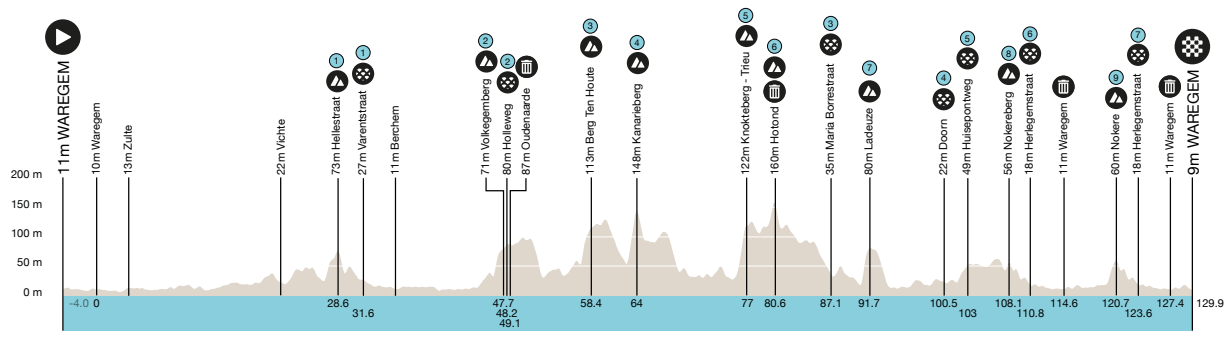 11m WAREGEM
10m Waregem
13m Zulte
22m Vichte
1
73m Hellestraat
1
27m Varentstraat
11m Berchem
2
71m Volkegemberg
2
80m Holleweg
87m Oudenaarde
3
113m Berg Ten Houte
4
148m Kanarieberg
5
122m Knokteberg - Trieu
6
160m Hotond
3
35m Maria Borrestraat
7
80m Ladeuze
4
22m Doorn
5
49m Huisepontweg
8
56m Nokereberg
6
18m Herlegemstraat
11m Waregem
9
60m Nokere
7
18m Herlegemstraat
11m Waregem
9m WAREGEM
200 m
150 m
100 m
50 m
0 m
-4.0 0 28.6 47.7 58.4 64 77 80.6 87.1 91.7 100.5 108.1 114.6 120.7 127.4 129.9
31.6 48.2 103 110.8 123.6
49.1